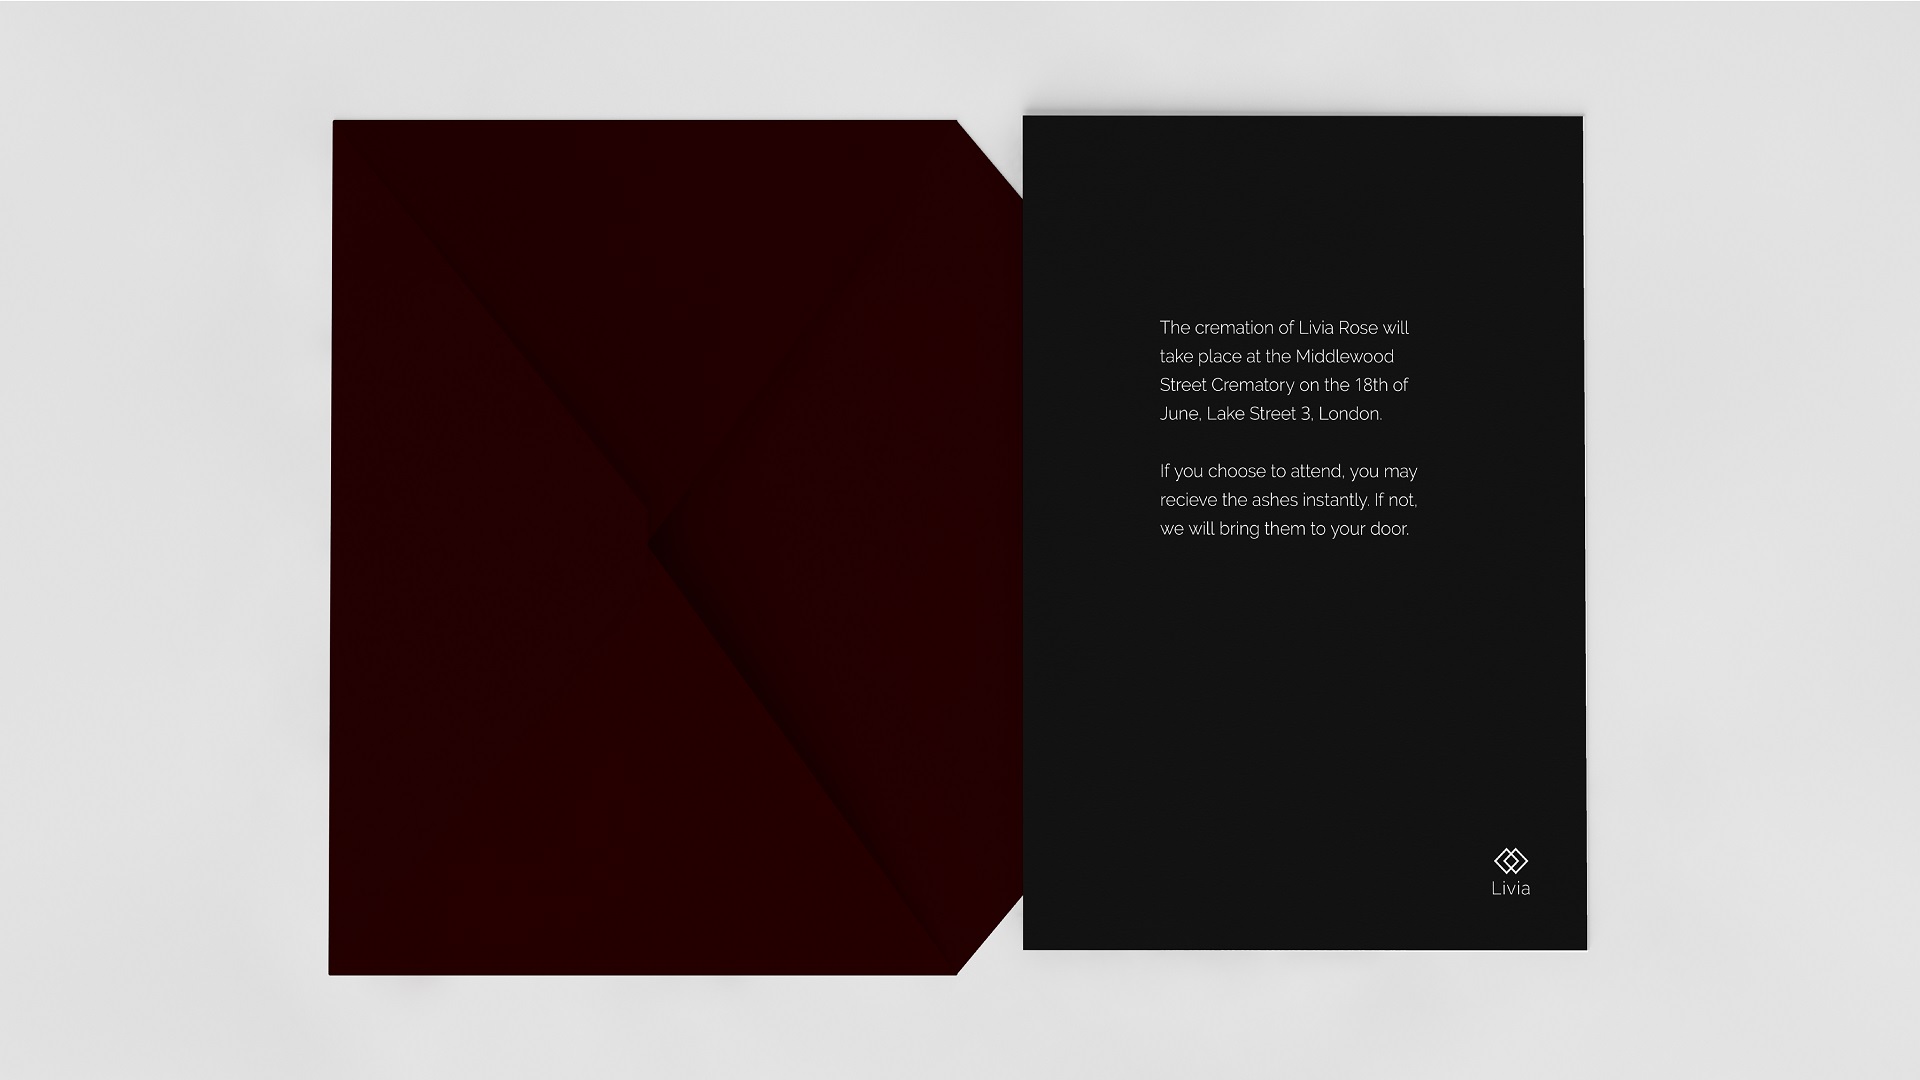 The cremation of Livia Rose will
take place at the Middlewood
Street Crematory on the 18th of
June, Lake Street 3, London.
If you choose to attend, you may
recieve the ashes instantly. If not,
we will bring them to your door.
Livia